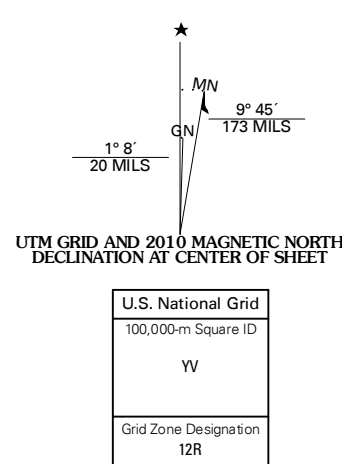 ★
MN
GN
9° 45´
173 MILS
1° 8´
20 MILS
UTM GRID AND 2010 MAGNETIC NORTH
DECLINATION AT CENTER OF SHEET
U.S. National Grid
100,000-m Square ID
YV
Grid Zone Designation
12R